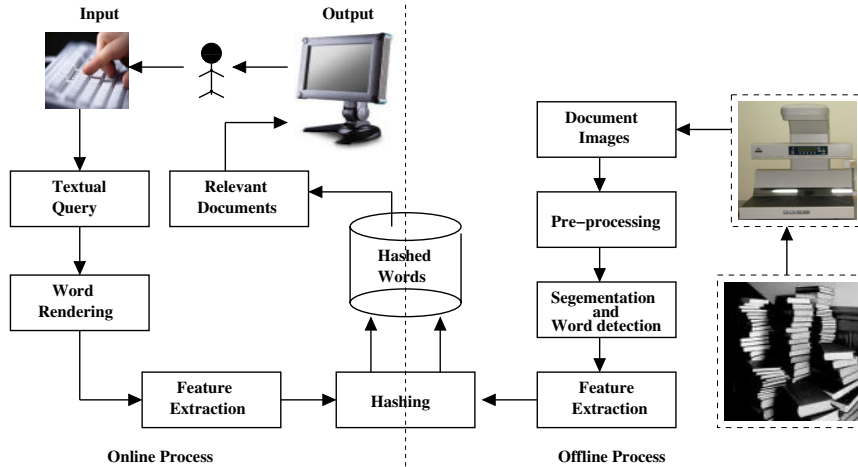 Input
Output
Textual
Query
Relevant
Documents
Hashed
Words
Word
Rendering
Feature
Extraction
Hashing
Document
Images
Pre-processing
Segementation
and
Word detection
Feature
Extraction
Online Process
Offline Process